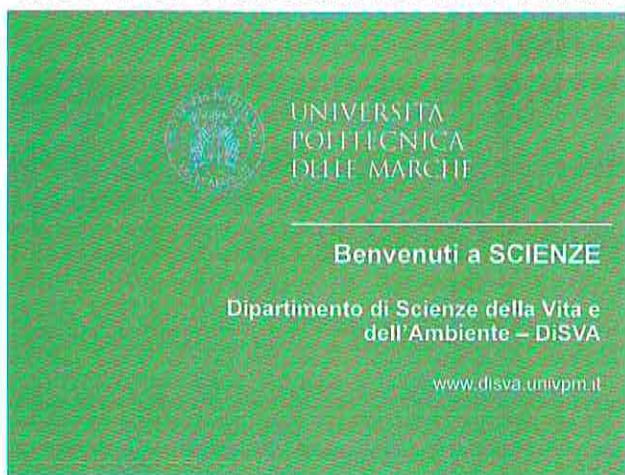 UNIVERSITÀ
POLITECNICA
DELLE MARCHE
Benvenuti a SCIENZE
Dipartimento di Scienze della Vita e
dell'Ambiente – DiSVA
www.disva.univpm.it